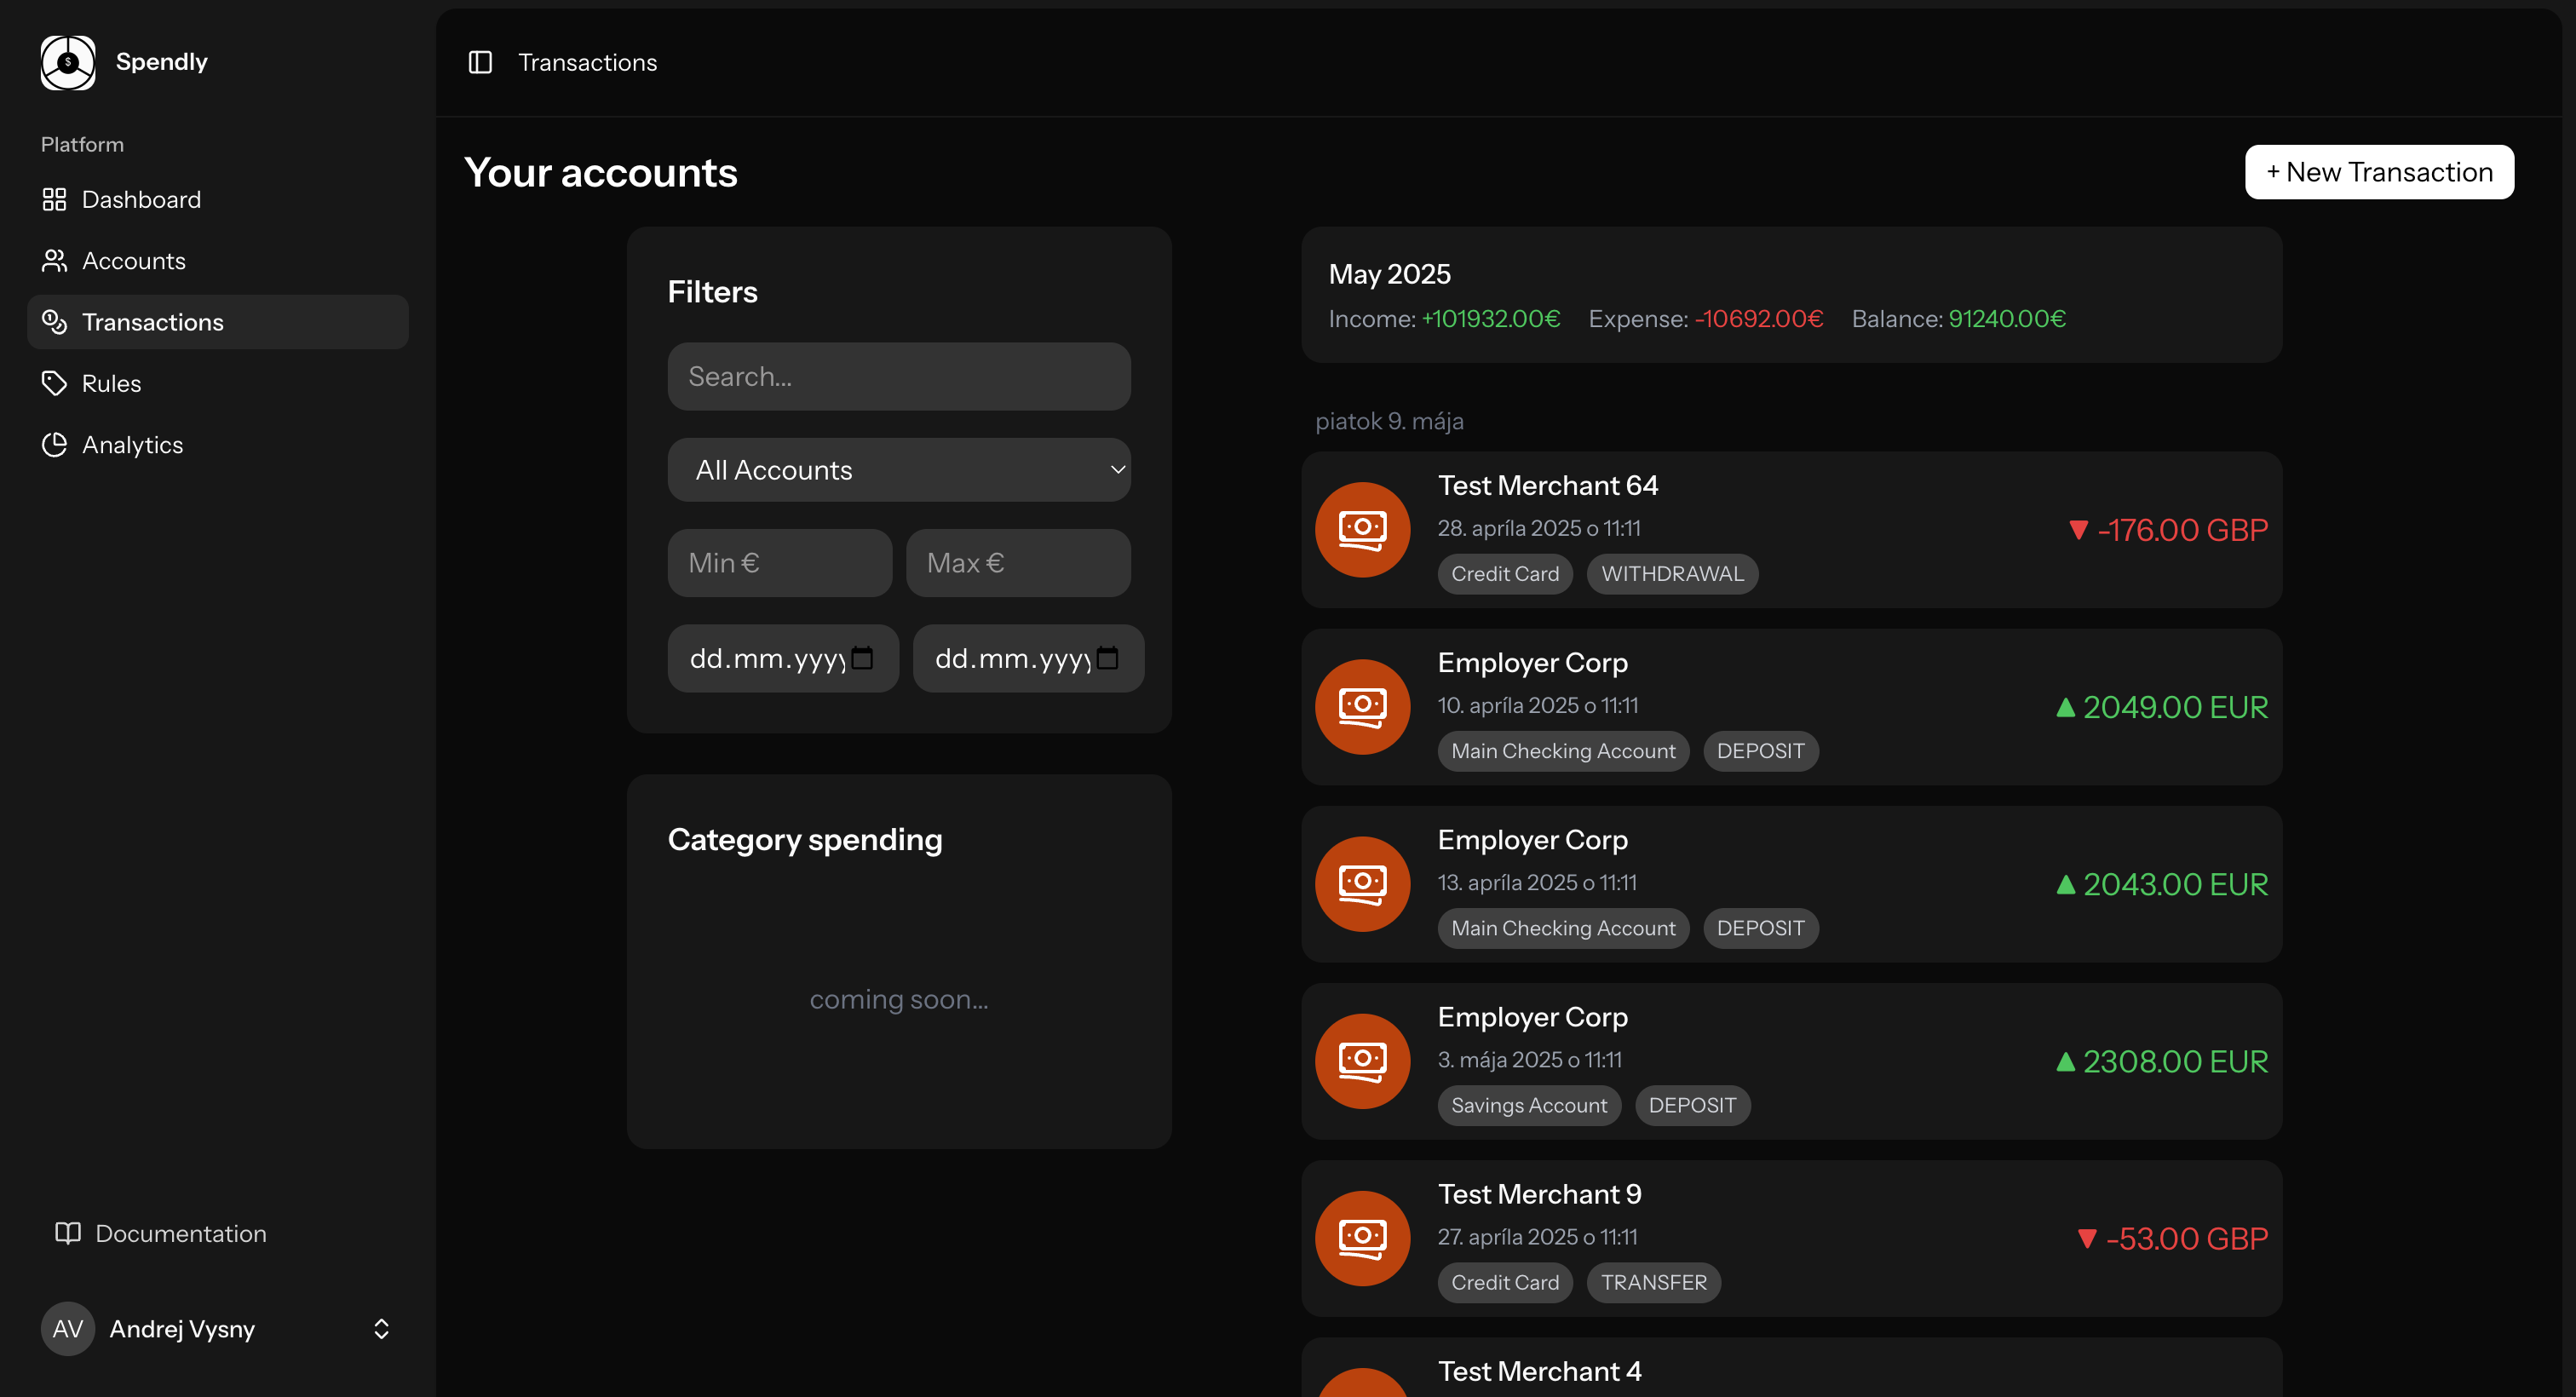 Spendly
Platform
Dashboard
Accounts
Transactions
Rules
Analytics
Documentation
AV Andrej Vysny
Transactions
Your accounts
+ New Transaction
Filters
Search...
All Accounts
Min € Max €
dd.mm.yyyy dd.mm.yyyy
Category spending
coming soon...
May 2025
Income: +101932.00€ Expense: -10692.00€ Balance: 91240.00€
piatok 9. mája
Test Merchant 64
28. apríla 2025 o 11:11
▼ -176.00 GBP
Credit Card WITHDRAWAL
Employer Corp
10. apríla 2025 o 11:11
▲ 2049.00 EUR
Main Checking Account DEPOSIT
Employer Corp
13. apríla 2025 o 11:11
▲ 2043.00 EUR
Main Checking Account DEPOSIT
Employer Corp
3. mája 2025 o 11:11
▲ 2308.00 EUR
Savings Account DEPOSIT
Test Merchant 9
27. apríla 2025 o 11:11
▼ -53.00 GBP
Credit Card TRANSFER
Test Merchant 4